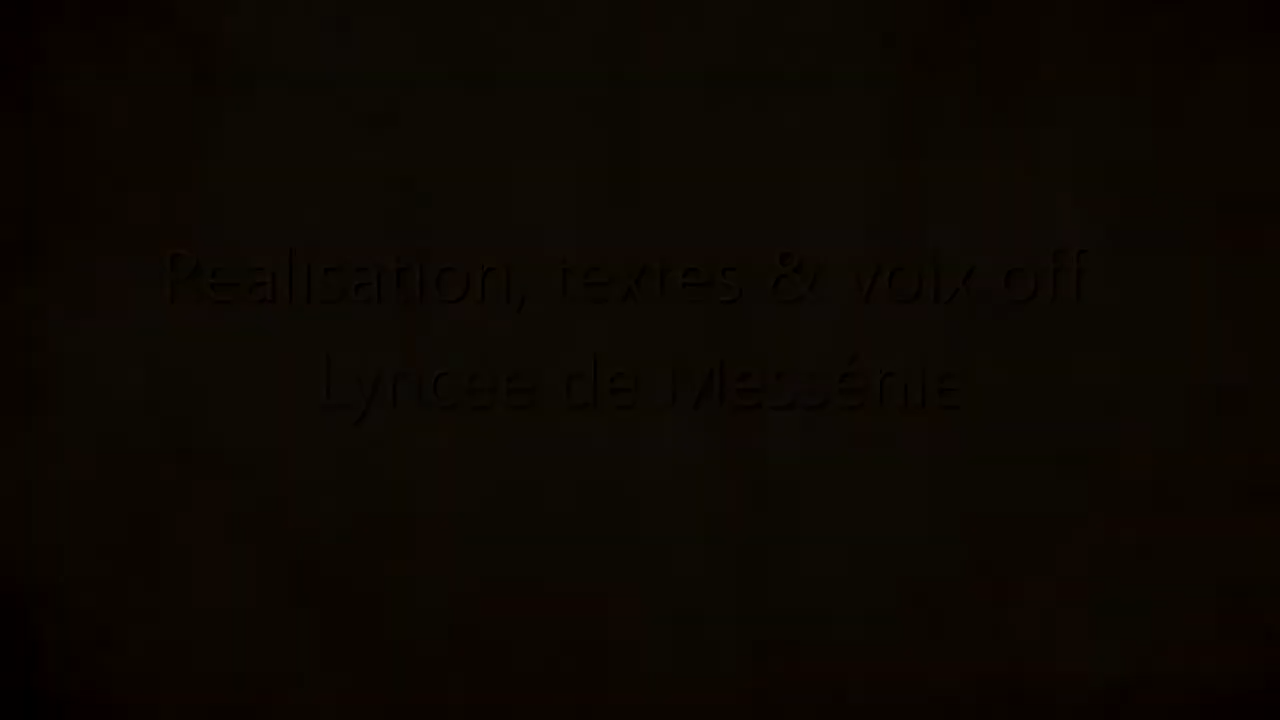 Réalisation, textes & voix off
Lyncée de Messénie